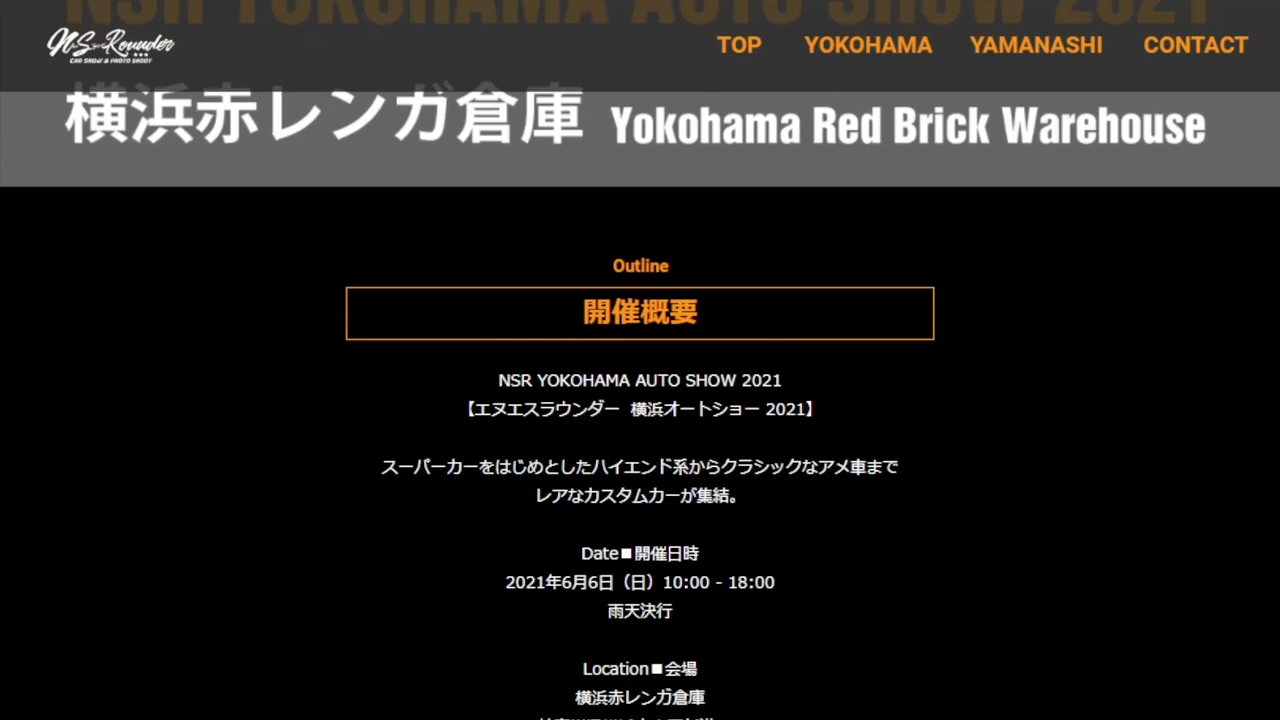 NSR YOKOHAMA AUTO SHOW 2021
NS Rounder
CAR SHOW & PHOTO SHOOT
TOP YOKOHAMA YAMANASHI CONTACT
横浜赤レンガ倉庫 Yokohama Red Brick Warehouse
Outline
開催概要
NSR YOKOHAMA AUTO SHOW 2021
【エヌエスラウンダー 横浜オートショー 2021】
スーパーカーをはじめとしたハイエンド系からクラシックなアメ車まで
レアなカスタムカーが集結。
Date■開催日時
2021年6月6日（日）10:00 - 18:00
雨天決行
Location■会場
横浜赤レンガ倉庫